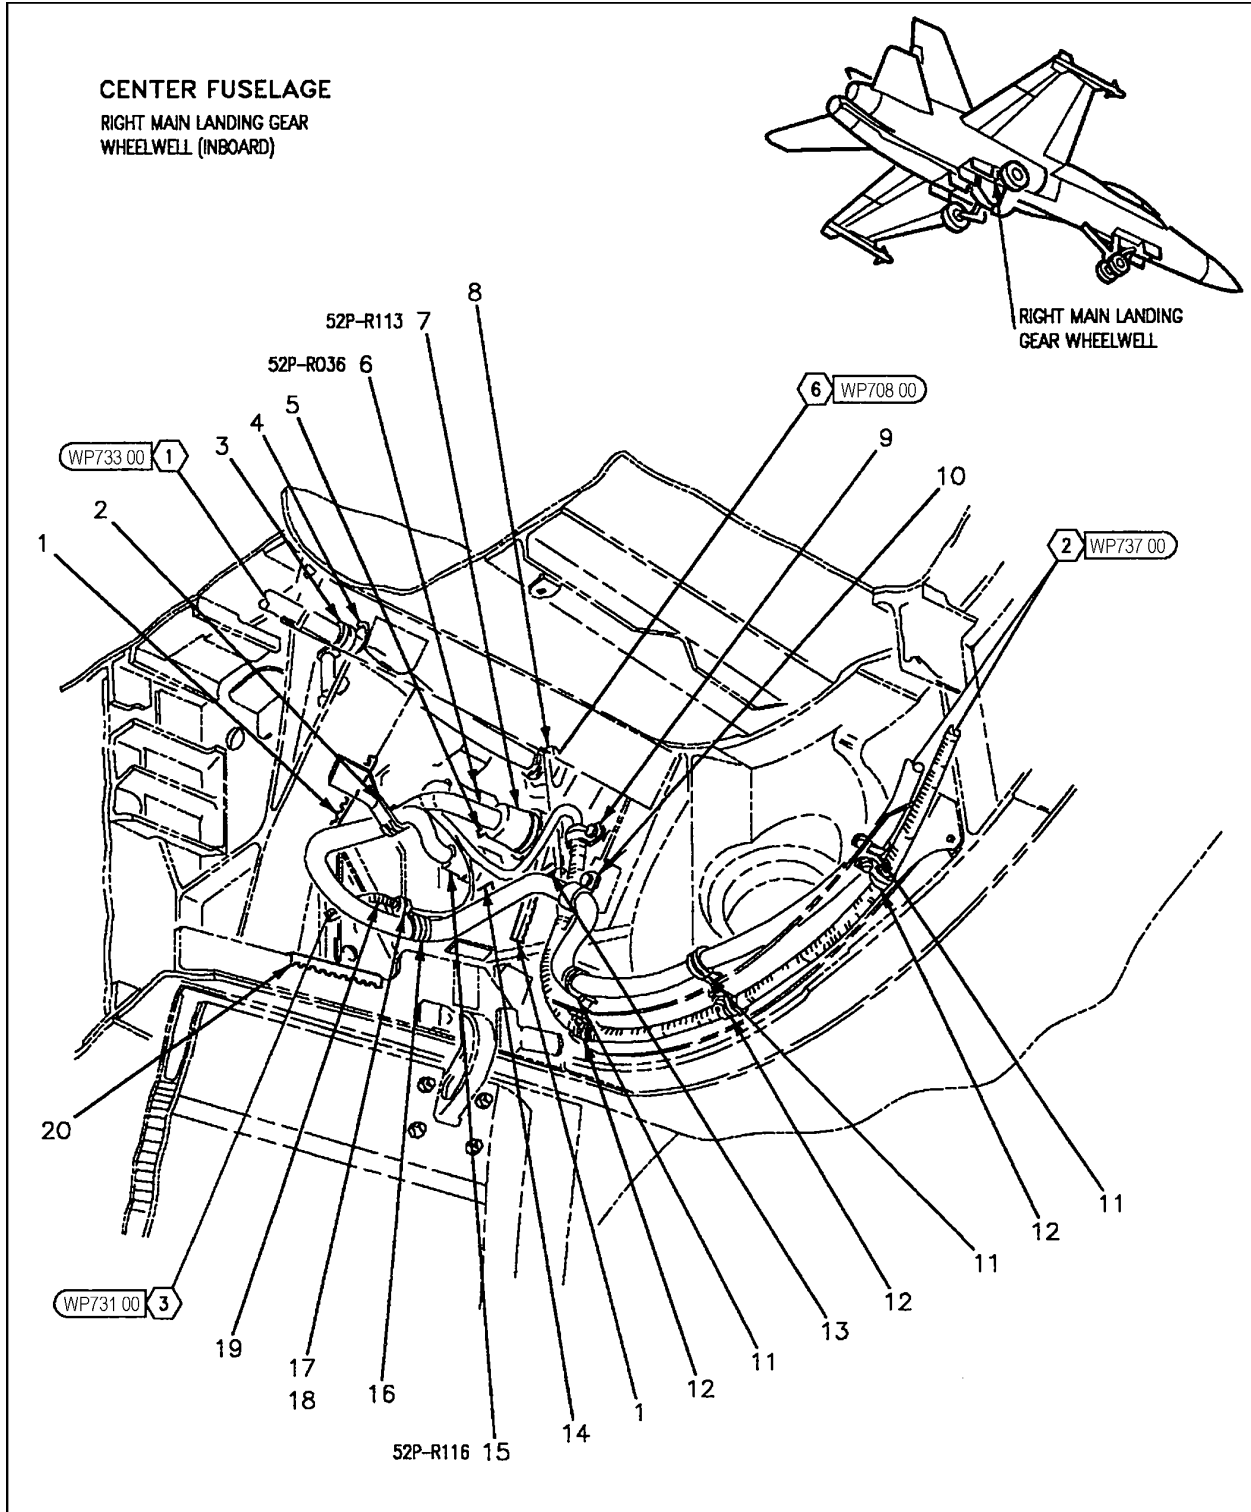 CENTER FUSELAGE
RIGHT MAIN LANDING GEAR
WHEELWELL (INBOARD)
RIGHT MAIN LANDING
GEAR WHEELWELL
8
52P-R113 7
52P-R036 6
5
4
3
WP733 00 1
2
1
6 WP708 00
9
10
2 WP737 00
20
WP731 00 3
19
17
18
16
52P-R116 15
14
1
12
11
13
12
11
12
11